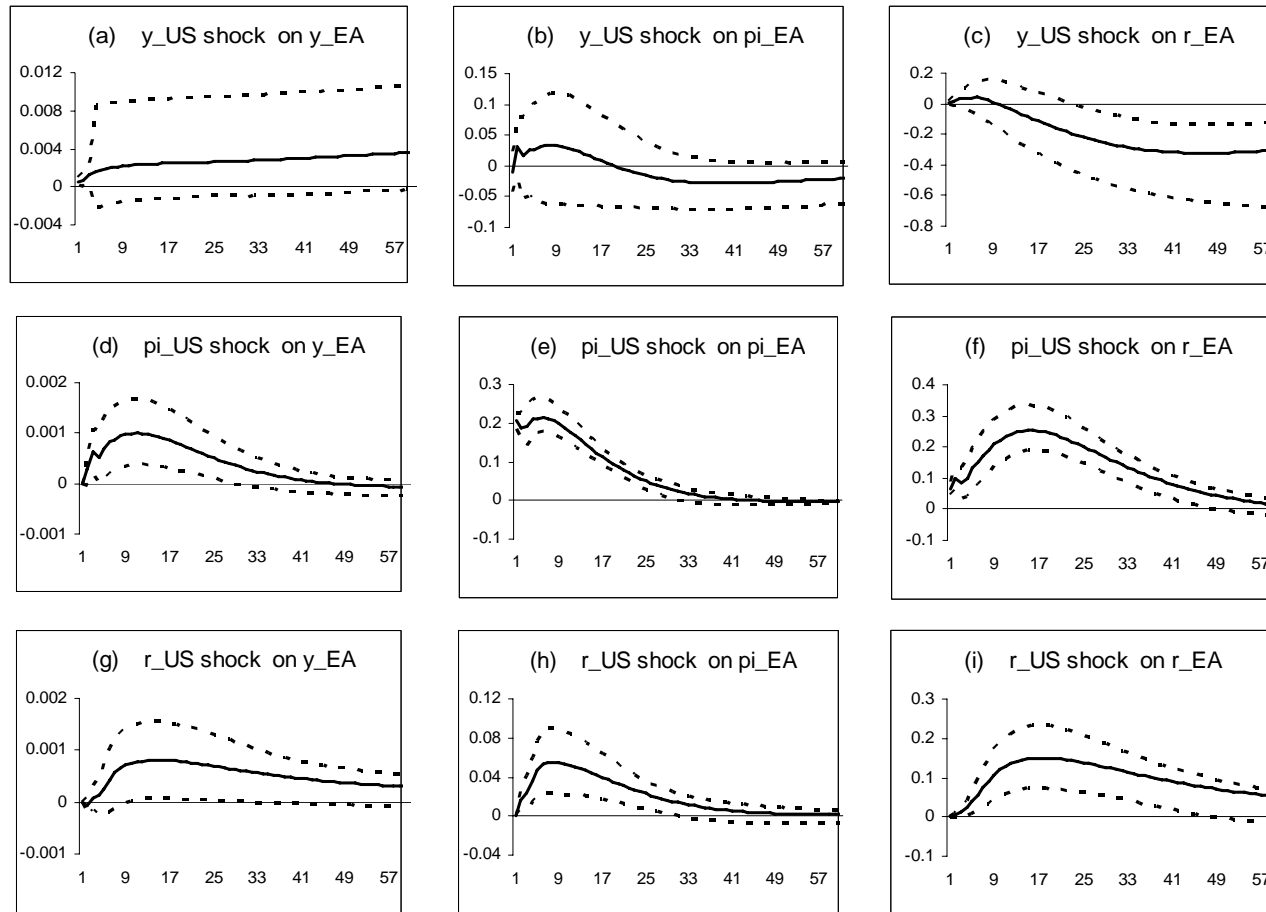 (a) y_US shock on y_EA
0.012
0.008
0.004
0
-0.004
1 9 17 25 33 41 49 57
(b) y_US shock on pi_EA
0.15
0.1
0.05
0
-0.05
-0.1
1 9 17 25 33 41 49 57
(c) y_US shock on r_EA
0.2
0
-0.2
-0.4
-0.6
-0.8
1 9 17 25 33 41 49 57
(d) pi_US shock on y_EA
0.002
0.001
0
-0.001
1 9 17 25 33 41 49 57
(e) pi_US shock on pi_EA
0.3
0.2
0.1
0
-0.1
1 9 17 25 33 41 49 57
(f) pi_US shock on r_EA
0.4
0.3
0.2
0.1
0
-0.1
1 9 17 25 33 41 49 57
(g) r_US shock on y_EA
0.002
0.001
0
-0.001
1 9 17 25 33 41 49 57
(h) r_US shock on pi_EA
0.12
0.08
0.04
0
-0.04
1 9 17 25 33 41 49 57
(i) r_US shock on r_EA
0.3
0.2
0.1
0
-0.1
1 9 17 25 33 41 49 57